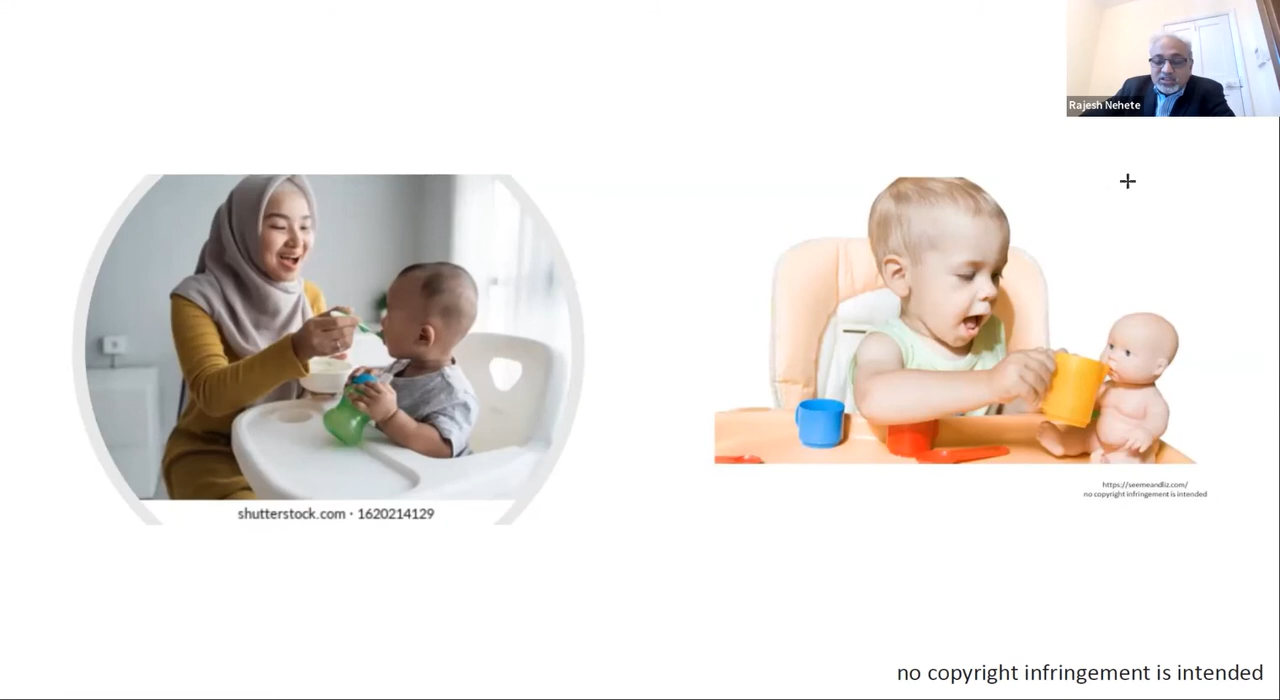 Rajesh Nehete
shutterstock.com · 1620214129
https://seemeandliz.com/
no copyright infringement is intended
no copyright infringement is intended